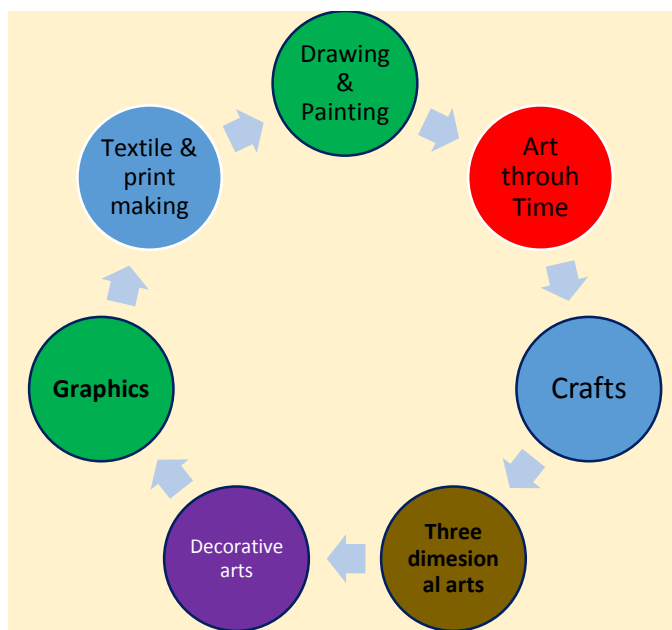 Drawing
&
Painting
Art
throuh
Time
Crafts
Three
dimesion
al arts
Decorative
arts
Graphics
Textile &
print
making